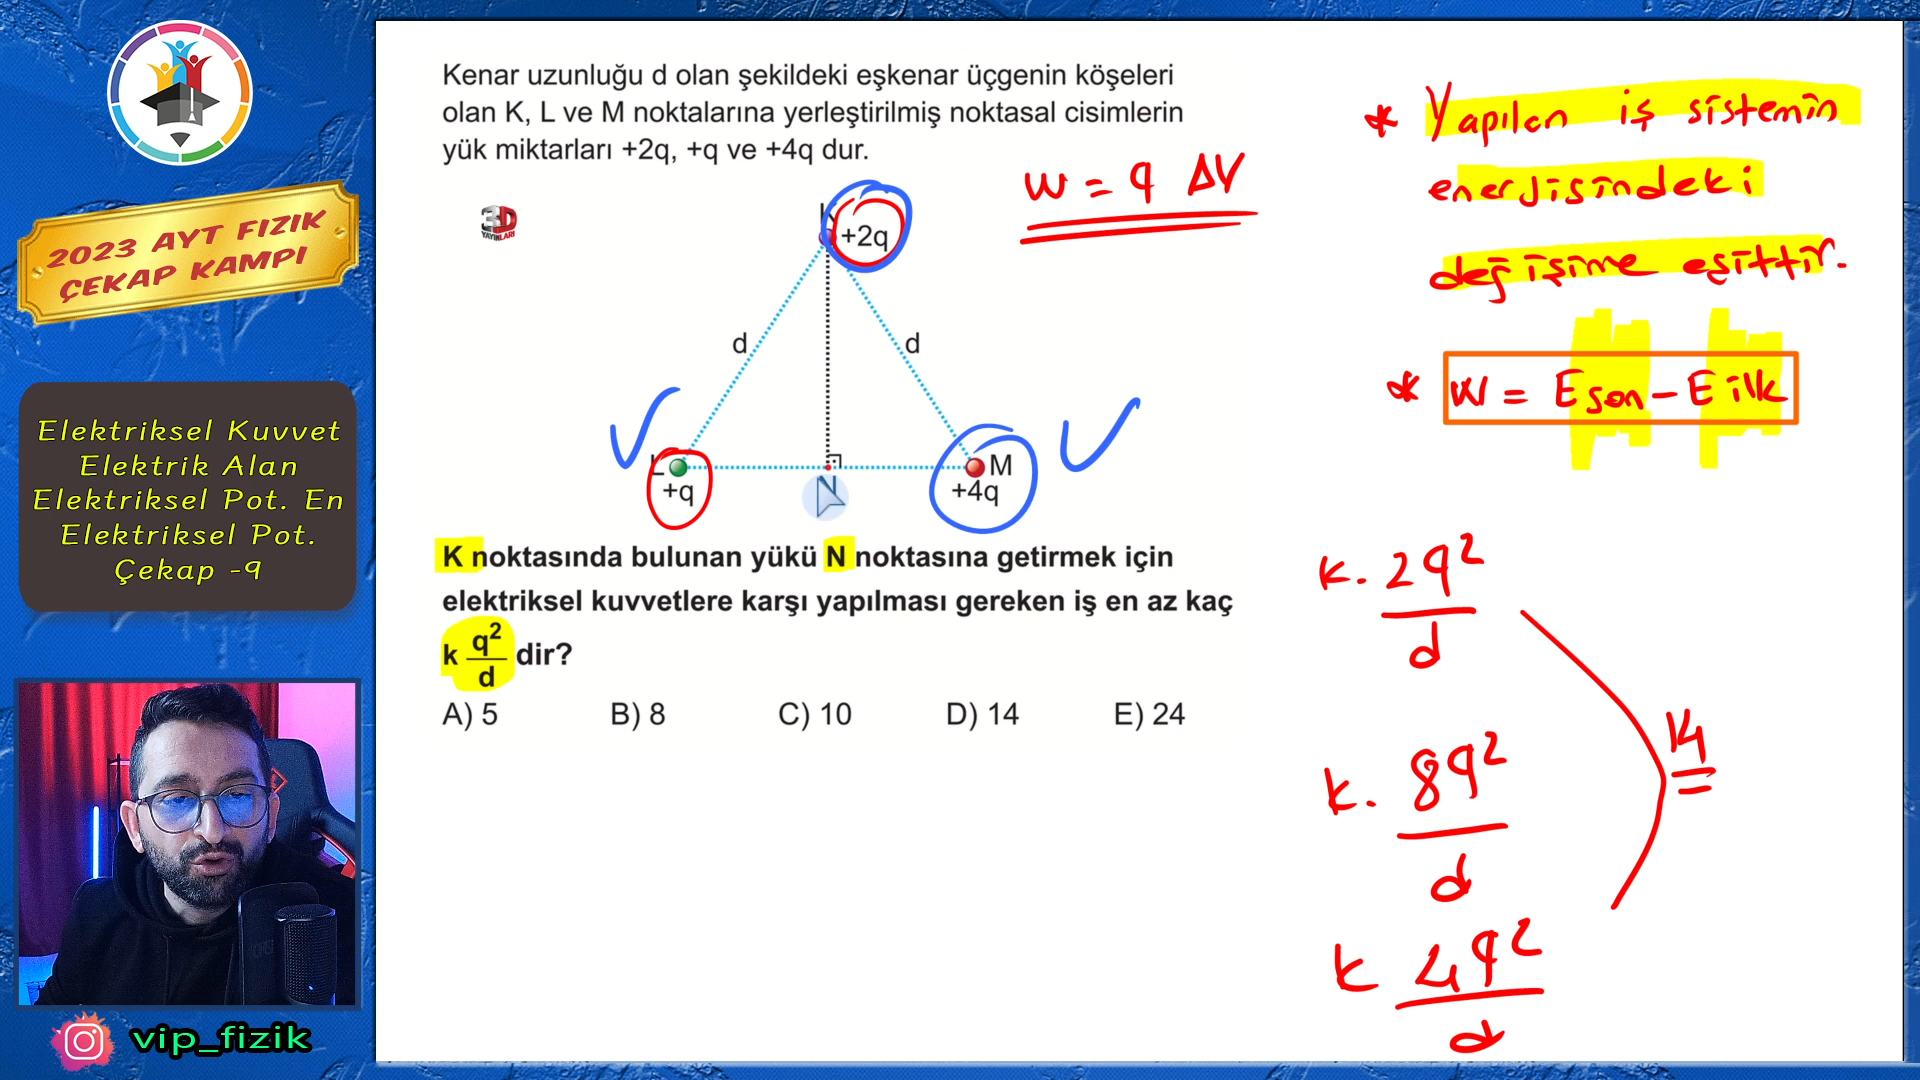 2023 AYT FIZIK
ÇEKAP KAMPI
Elektriksel Kuvvet
Elektrik Alan
Elektriksel Pot. En
Elektriksel Pot.
Çekap -9
vip_fizik
Kenar uzunluğu d olan şekildeki eşkenar üçgenin köşeleri
olan K, L ve M noktalarına yerleştirilmiş noktasal cisimlerin
yük miktarları +2q, +q ve +4q dur.
3D
YAYINLARI
K
+2q
d
d
L
+q
N
M
+4q
K noktasında bulunan yükü N noktasına getirmek için
elektriksel kuvvetlere karşı yapılması gereken iş en az kaç
k q²/d dir?
A) 5 B) 8 C) 10 D) 14 E) 24
W = q ΔV
* Yapılan iş sistemin
enerjisindeki
değişime eşittir.
* W = Eson - Eilk
k. 2q²/d
k. 8q²/d
k 4q²/d
14